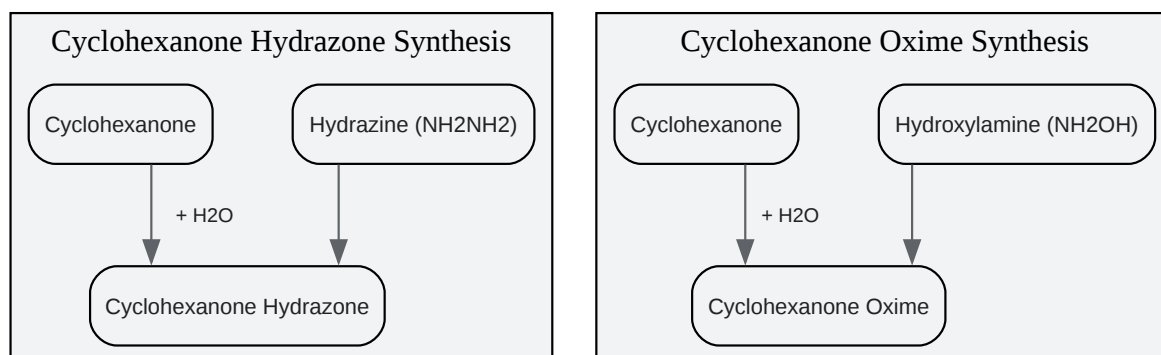 Cyclohexanone Hydrazone Synthesis
Cyclohexanone
Hydrazine (NH2NH2)
+ H2O
Cyclohexanone Hydrazone
Cyclohexanone Oxime Synthesis
Cyclohexanone
Hydroxylamine (NH2OH)
+ H2O
Cyclohexanone Oxime